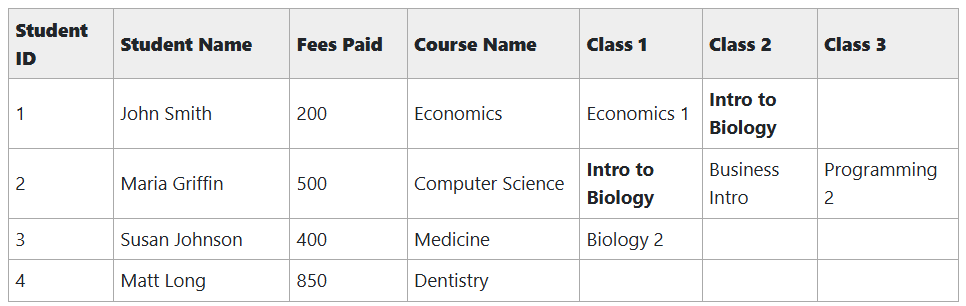 Student ID Student Name Fees Paid Course Name Class 1 Class 2 Class 3
1 John Smith 200 Economics Economics 1 Intro to Biology
2 Maria Griffin 500 Computer Science Intro to Biology Business Intro Programming 2
3 Susan Johnson 400 Medicine Biology 2
4 Matt Long 850 Dentistry